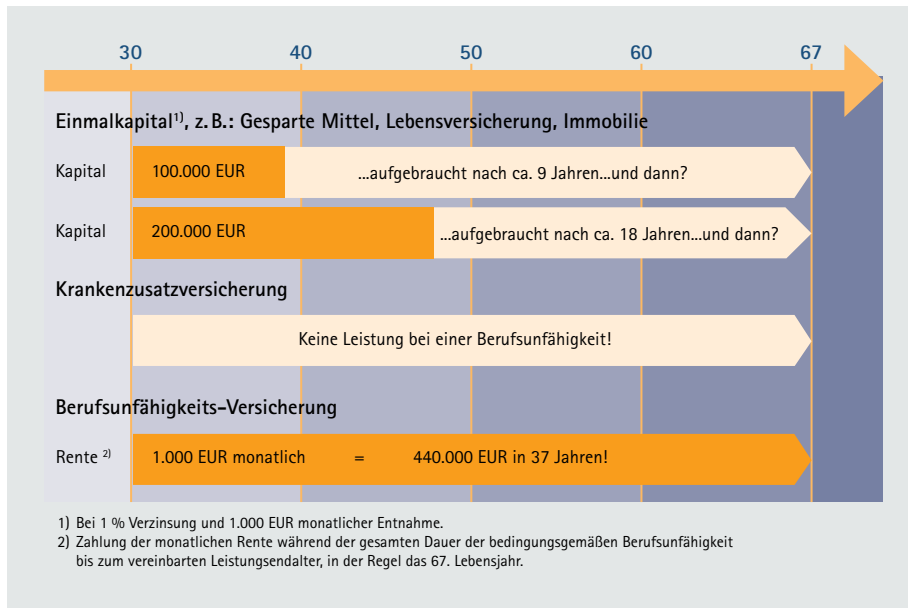 30 40 50 60 67
Einmalkapital¹⁾, z. B.: Gesparte Mittel, Lebensversicherung, Immobilie
Kapital 100.000 EUR ...aufgebraucht nach ca. 9 Jahren...und dann?
Kapital 200.000 EUR ...aufgebraucht nach ca. 18 Jahren...und dann?
Krankenzusatzversicherung
Keine Leistung bei einer Berufsunfähigkeit!
Berufsunfähigkeits-Versicherung
Rente ²⁾ 1.000 EUR monatlich = 440.000 EUR in 37 Jahren!
1) Bei 1 % Verzinsung und 1.000 EUR monatlicher Entnahme.
2) Zahlung der monatlichen Rente während der gesamten Dauer der bedingungsgemäßen Berufsunfähigkeit
bis zum vereinbarten Leistungsendalter, in der Regel das 67. Lebensjahr.